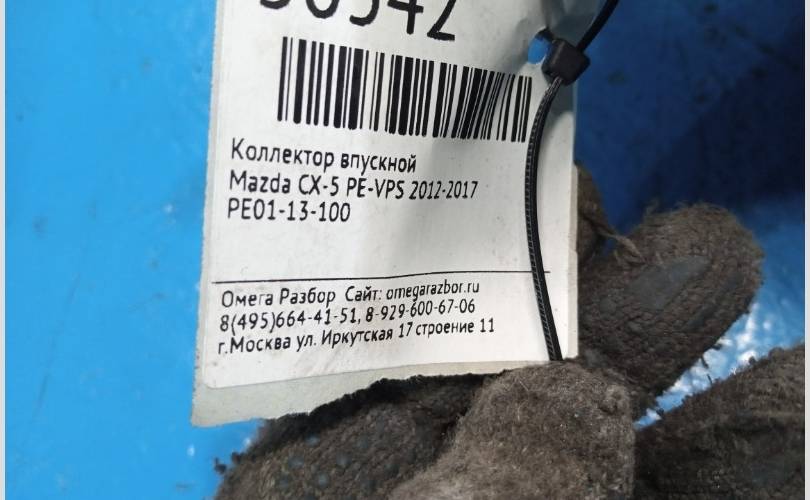 Коллектор впускной
Mazda CX-5 PE-VPS 2012-2017
PE01-13-100
Омега Разбор Сайт: omegarazbor.ru
8(495)664-41-51, 8-929-600-67-06
г.Москва ул. Иркутская 17 строение 11